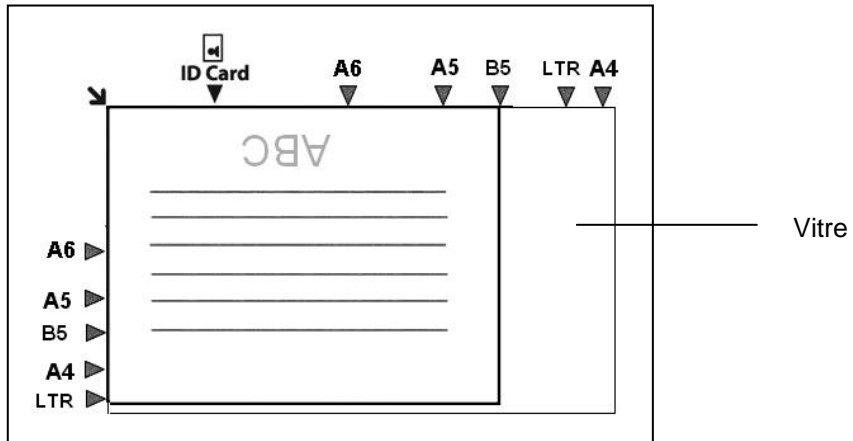 ID Card
A6 A5 B5 LTR A4
ABC
Vitre
A6
A5
B5
A4
LTR